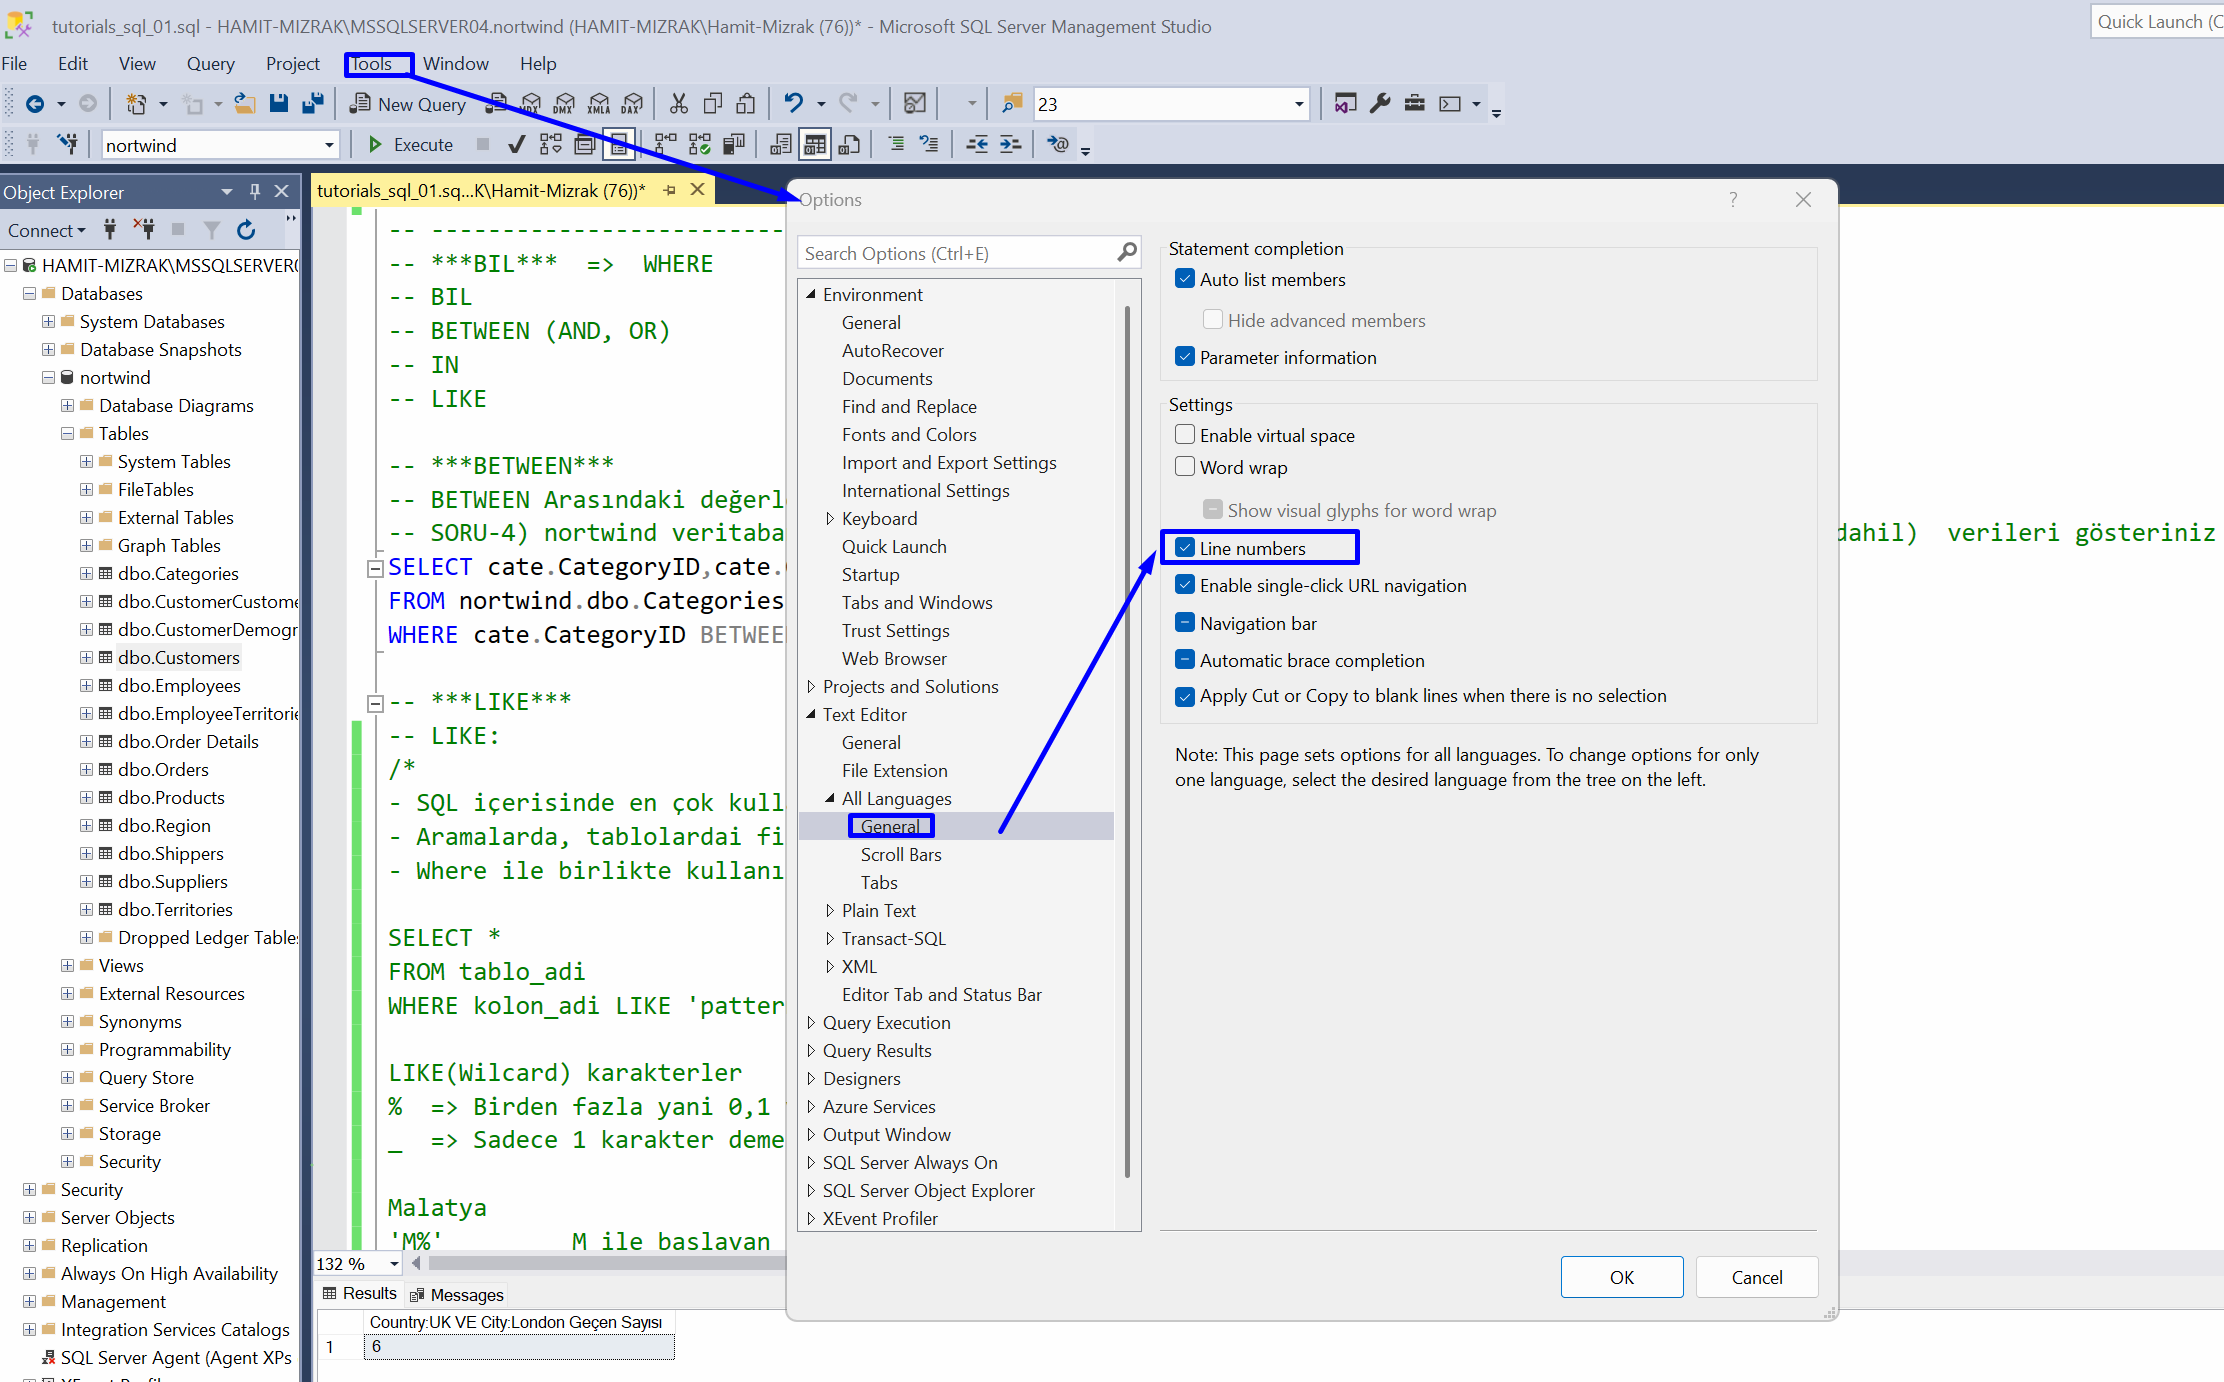 tutorials_sql_01.sql - HAMIT-MIZRAK\MSSQLSERVER04.nortwind (HAMIT-MIZRAK\Hamit-Mizrak (76))* - Microsoft SQL Server Management Studio
Quick Launch (C
File Edit View Query Project Tools Window Help
New Query MDX DMX XMLA DAX 23
nortwind Execute
Object Explorer
Connect
HAMIT-MIZRAK\MSSQLSERVER0
Databases
System Databases
Database Snapshots
nortwind
Database Diagrams
Tables
System Tables
FileTables
External Tables
Graph Tables
dbo.Categories
dbo.CustomerCustome
dbo.CustomerDemogr
dbo.Customers
dbo.Employees
dbo.EmployeeTerritorie
dbo.Order Details
dbo.Orders
dbo.Products
dbo.Region
dbo.Shippers
dbo.Suppliers
dbo.Territories
Dropped Ledger Table
Views
External Resources
Synonyms
Programmability
Query Store
Service Broker
Storage
Security
Security
Server Objects
Replication
Always On High Availability
Management
Integration Services Catalogs
SQL Server Agent (Agent XPs
tutorials_sql_01.sq...K\Hamit-Mizrak (76))*
-- -------------------------
-- ***BIL***  =>  WHERE
-- BIL
-- BETWEEN (AND, OR)
-- IN
-- LIKE
-- ***BETWEEN***
-- BETWEEN Arasındaki değerl
-- SORU-4) nortwind veritaba
dahil)  verileri gösteriniz
SELECT cate.CategoryID,cate.
FROM nortwind.dbo.Categories
WHERE cate.CategoryID BETWEE
-- ***LIKE***
-- LIKE:
/*
- SQL içerisinde en çok kull
- Aramalarda, tablolardai fi
- Where ile birlikte kullanı
SELECT *
FROM tablo_adi
WHERE kolon_adi LIKE 'patter
LIKE(Wilcard) karakterler
%  => Birden fazla yani 0,1
_  => Sadece 1 karakter deme
Malatya
'M%'         M ile başlayan
132 %
Results Messages
Country:UK VE City:London Geçen Sayısı
1 6
Options ?
Search Options (Ctrl+E)
Environment
General
AutoRecover
Documents
Find and Replace
Fonts and Colors
Import and Export Settings
International Settings
Keyboard
Quick Launch
Startup
Tabs and Windows
Trust Settings
Web Browser
Projects and Solutions
Text Editor
General
File Extension
All Languages
General
Scroll Bars
Tabs
Plain Text
Transact-SQL
XML
Editor Tab and Status Bar
Query Execution
Query Results
Designers
Azure Services
Output Window
SQL Server Always On
SQL Server Object Explorer
XEvent Profiler
Statement completion
Auto list members
Hide advanced members
Parameter information
Settings
Enable virtual space
Word wrap
Show visual glyphs for word wrap
Line numbers
Enable single-click URL navigation
Navigation bar
Automatic brace completion
Apply Cut or Copy to blank lines when there is no selection
Note: This page sets options for all languages. To change options for only
one language, select the desired language from the tree on the left.
OK Cancel